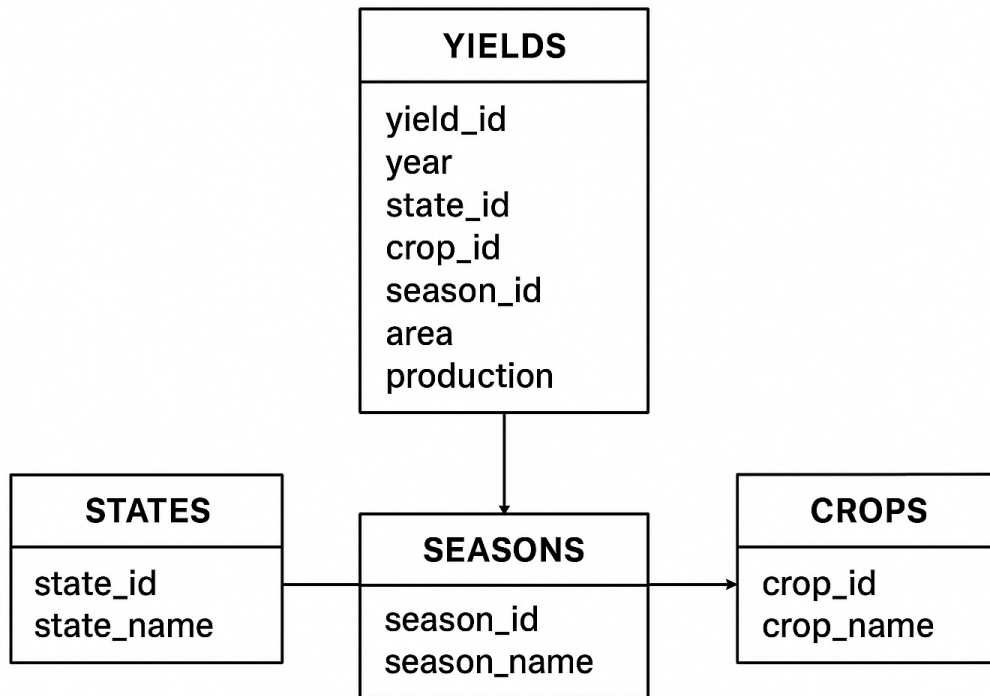 YIELDS
yield_id
year
state_id
crop_id
season_id
area
production
STATES
state_id
state_name
SEASONS
season_id
season_name
CROPS
crop_id
crop_name